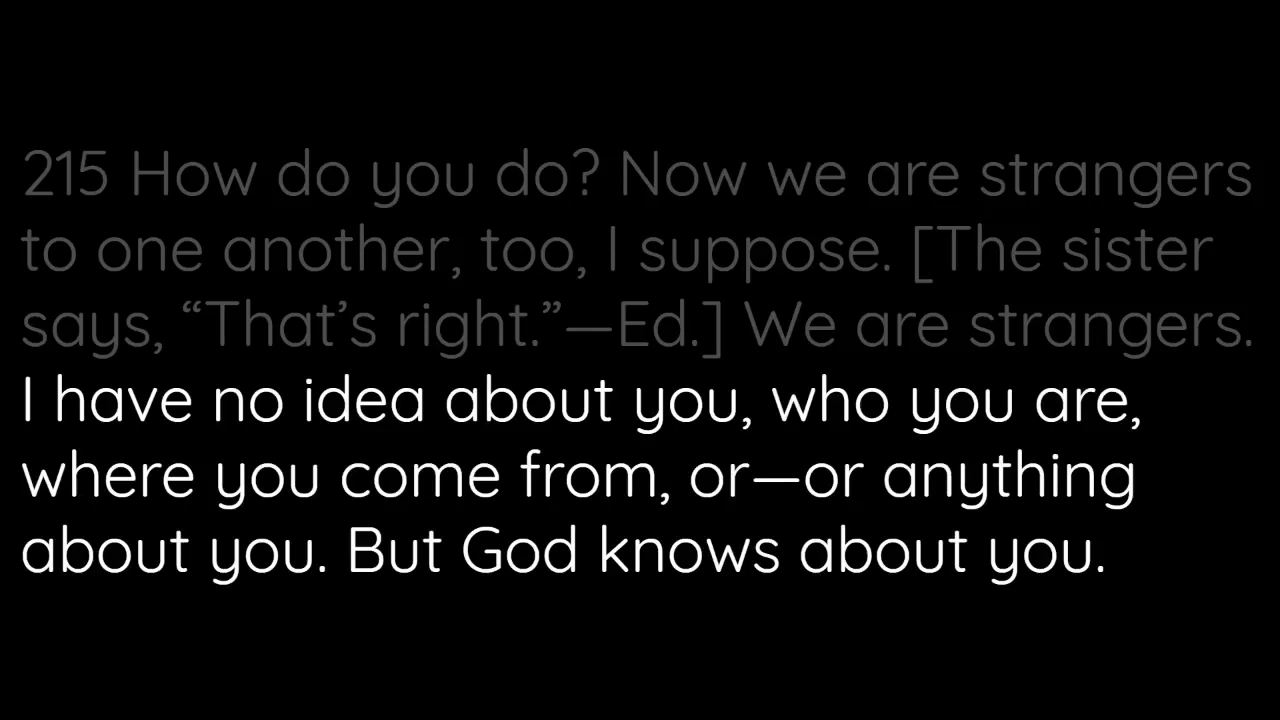 215 How do you do? Now we are strangers
to one another, too, I suppose. [The sister
says, “That’s right.”—Ed.] We are strangers.
I have no idea about you, who you are,
where you come from, or—or anything
about you. But God knows about you.